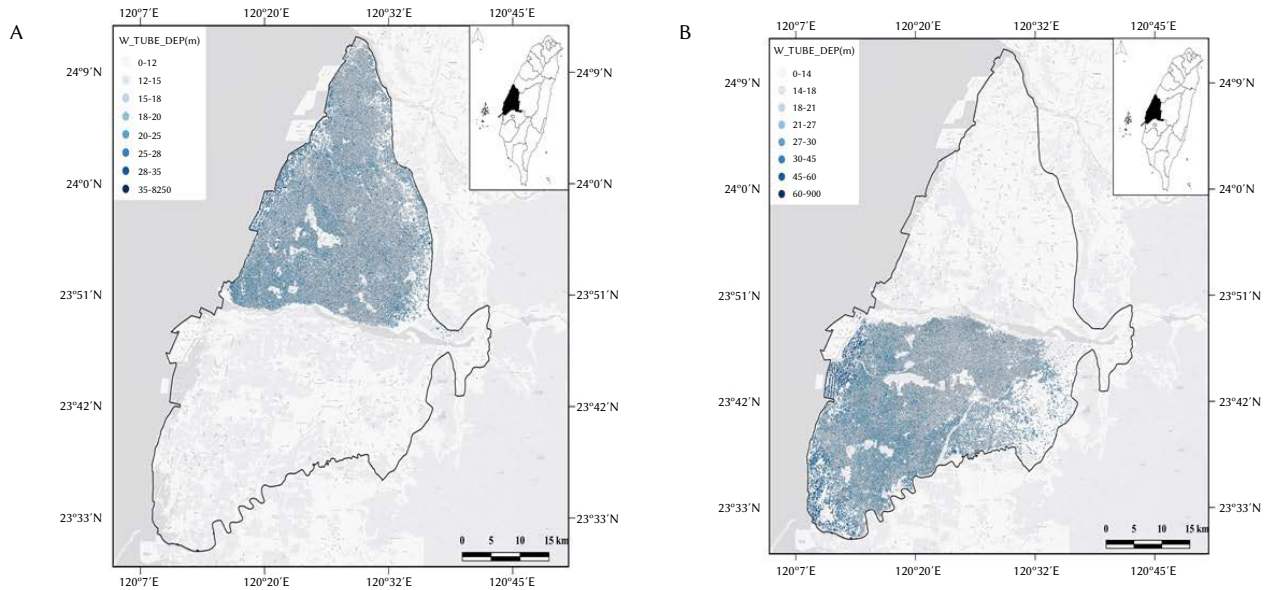 A
120°7′E 120°20′E 120°32′E 120°45′E
W_TUBE_DEP(m)
0-12
12-15
15-18
18-20
20-25
25-28
28-35
35-8250
24°9′N 24°9′N
24°0′N 24°0′N
23°51′N 23°51′N
23°42′N 23°42′N
23°33′N 23°33′N
0 5 10 15 km
120°7′E 120°20′E 120°32′E 120°45′E
B
120°7′E 120°20′E 120°32′E 120°45′E
W_TUBE_DEP(m)
0-14
14-18
18-21
21-27
27-30
30-45
45-60
60-900
24°9′N 24°9′N
24°0′N 24°0′N
23°51′N 23°51′N
23°42′N 23°42′N
23°33′N 23°33′N
0 5 10 15 km
120°7′E 120°20′E 120°32′E 120°45′E